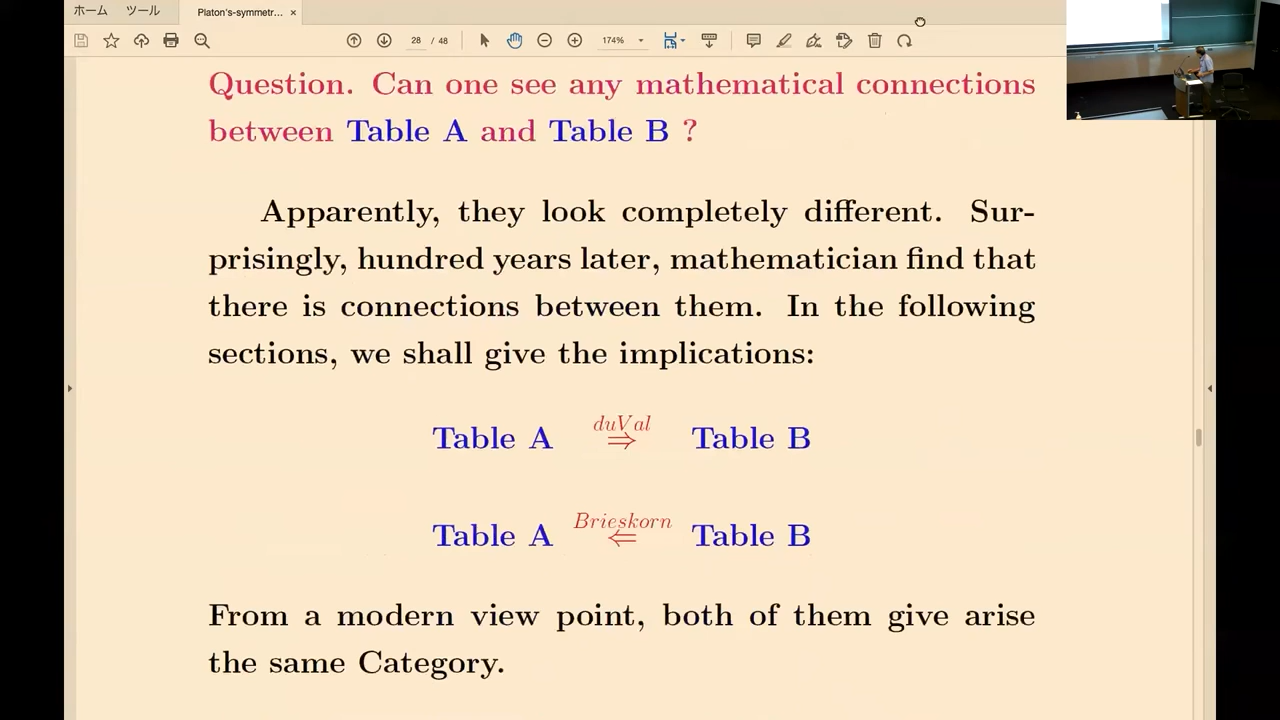 ホーム ツール Platon's-symmetr... ×
28 / 48 174%
Question. Can one see any mathematical connections
between Table A and Table B ?
Apparently, they look completely different. Sur-
prisingly, hundred years later, mathematician find that
there is connections between them. In the following
sections, we shall give the implications:
duVal
Table A ⇒ Table B
Brieskorn
Table A ⇐ Table B
From a modern view point, both of them give arise
the same Category.